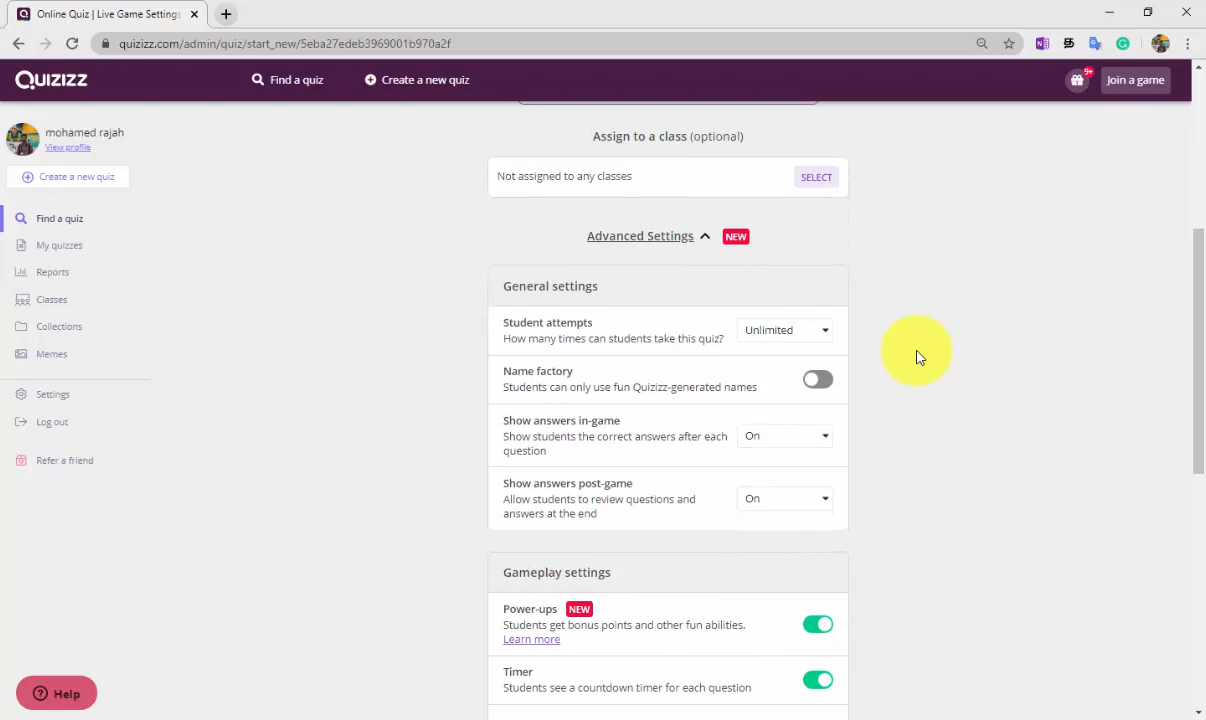 Online Quiz | Live Game Settings
quizizz.com/admin/quiz/start_new/5eba27edeb3969001b970a2f
QUIZIZZ
Find a quiz
Create a new quiz
9+
Join a game
mohamed rajah
View profile
Create a new quiz
Find a quiz
My quizzes
Reports
Classes
Collections
Memes
Settings
Log out
Refer a friend
Help
Assign to a class (optional)
Not assigned to any classes
SELECT
Advanced Settings
NEW
General settings
Student attempts
How many times can students take this quiz?
Unlimited
Name factory
Students can only use fun Quizizz-generated names
Show answers in-game
Show students the correct answers after each
question
On
Show answers post-game
Allow students to review questions and
answers at the end
On
Gameplay settings
Power-ups NEW
Students get bonus points and other fun abilities.
Learn more
Timer
Students see a countdown timer for each question